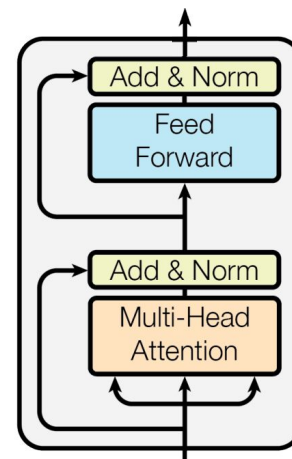 Add & Norm
Feed
Forward
Add & Norm
Multi-Head
Attention